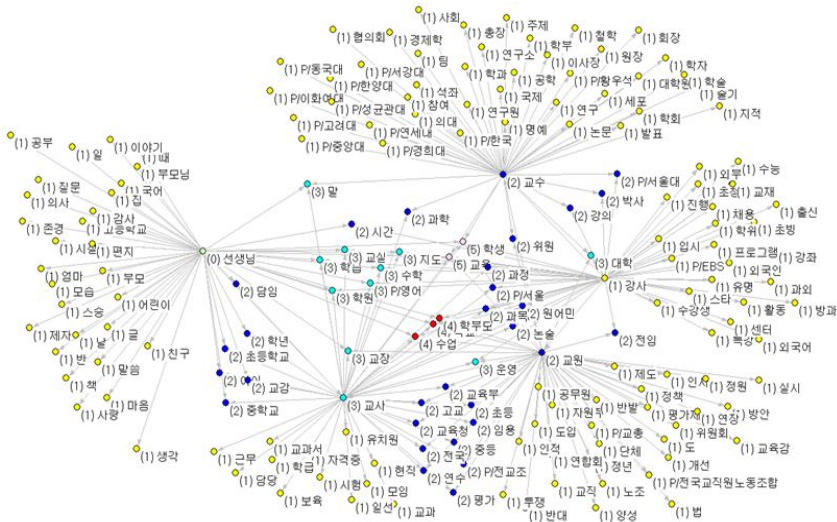 (1) 사회
(1) 협의회
(1) 경제학
(1) 총장
(1) 주제
(1) 철학
(1) 회장
(1) 연구소
(1) 학부
(1) 팀
(1) 이사장
(1) 원장
(1) P/동국대
(1) P/서강대
(1) 학과
(1) 공학
(1) P/황우석
(1) 학자
(1) P/한양대
(1) 석좌
(1) 국제
(1) 대학원
(1) 학술
(1) P/이화여대
(1) 참여
(1) 세포
(1) 술기
(1) P/성균관대
(1) 연구원
(1) 연구
(1) 지적
(1) P/고려대
(1) 의대
(1) 학회
(1) P/연세대
(1) 명예
(1) 논문
(1) 발표
(1) P/한국
(1) P/중앙대
(1) P/경희대
(1) 공부
(1) 일
(1) 이야기
(1) 때
(1) 부모님
(1) 질문
(1) 국어
(1) 의사
(1) 집
(1) 존경
(1) 감사
(1) 고등학교
(1) 편지
(1) 엄마
(1) 부모
(1) 모습
(1) 스승
(1) 어린이
(1) 제자
(1) 날
(1) 글
(1) 반
(1) 말씀
(1) 친구
(1) 책
(1) 마음
(1) 사랑
(1) 생각
(0) 선생님
(3) 말
(2) 교수
(2) P/서울대
(2) 박사
(2) 강의
(2) 과학
(2) 시간
(2) 위원
(5) 학생
(5) 교육
(3) 교실
(3) 지도
(3) 학급
(3) 수학
(3) 학원
(3) P/영어
(3) 대학
(1) 강사
(2) 과정
(2) P/서울
(2) 과목
(2) 원어민
(2) 논술
(2) 전임
(4) 학부모
(4) 수업
(2) 담임
(2) 학년
(2) 초등학교
(2) 교감
(2) 중학교
(3) 교장
(3) 운영
(2) 교원
(3) 교사
(2) 교육부
(2) 고교
(2) 초등
(2) 교육청
(2) 임용
(2) 중등
(2) 전국
(2) P/전교조
(2) 연수
(2) 평가
(1) 외부
(1) 수능
(1) 초청
(1) 교재
(1) 진행
(1) 채용
(1) 출신
(1) 학위
(1) 초빙
(1) 입시
(1) 프로그램
(1) 강좌
(1) P/EBS
(1) 외국인
(1) 유명
(1) 과외
(1) 스타
(1) 수강생
(1) 활동
(1) 방과
(1) 특강
(1) 센터
(1) 외국어
(1) 제도
(1) 인사
(1) 정원
(1) 실시
(1) 공무원
(1) 정책
(1) 반발
(1) 평가제
(1) 연장
(1) 방안
(1) 도입
(1) P/교총
(1) 위원회
(1) 인적
(1) 단체
(1) 도
(1) 교육감
(1) 연합회
(1) 정년
(1) 개선
(1) P/전국교직원노동조합
(1) 교직
(1) 노조
(1) 투쟁
(1) 반대
(1) 양성
(1) 법
(1) 유치원
(1) 교과서
(1) 근무
(1) 학급
(1) 자격증
(1) 현직
(1) 담당
(1) 시험
(1) 모임
(1) 보육
(1) 일선
(1) 교과